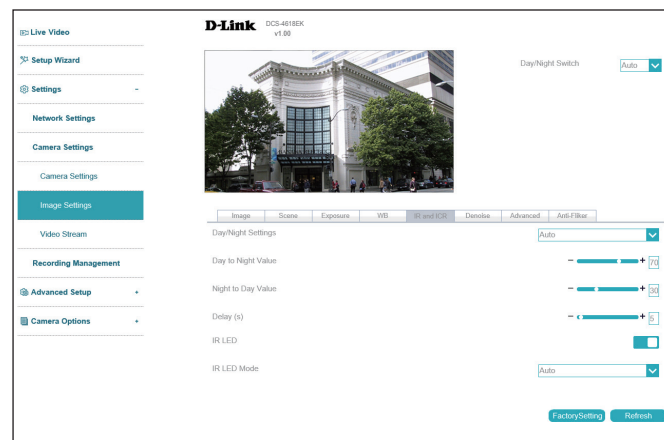 D-Link DCS-4618EK
v1.00
Live Video
Setup Wizard
Settings -
Network Settings
Camera Settings
Camera Settings
Image Settings
Video Stream
Recording Management
Advanced Setup +
Camera Options +
Day/Night Switch Auto
Image Scene Exposure WB IR and ICR Denoise Advanced Anti-Fliker
Day/Night Settings Auto
Day to Night Value - + 70
Night to Day Value - + 30
Delay (s) - + 5
IR LED
IR LED Mode Auto
FactorySetting Refresh